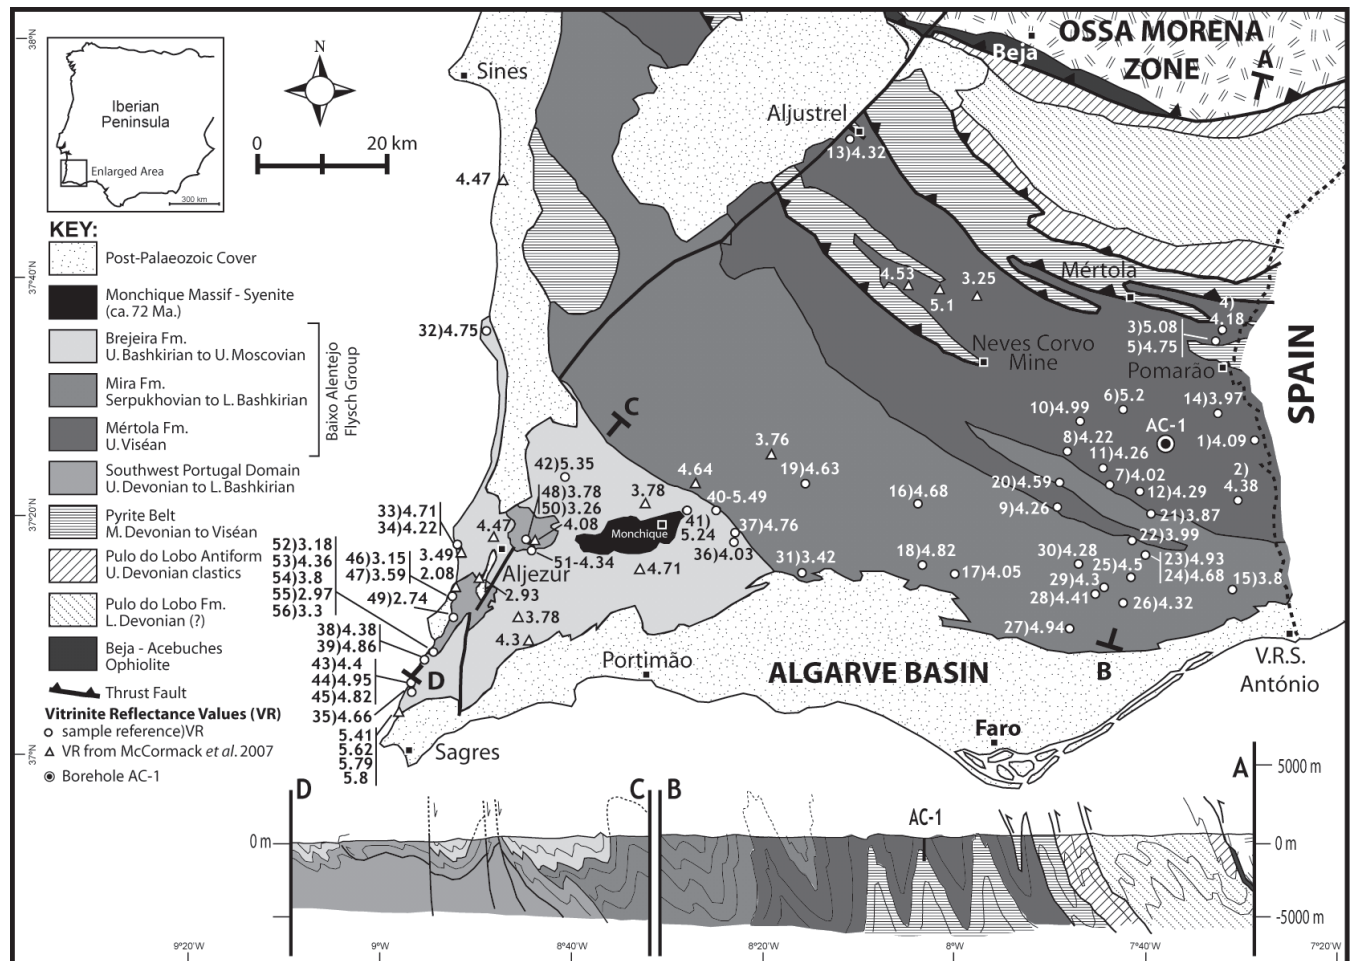 38°N
37°40'N
37°20'N
37°N
Iberian
Peninsula
Enlarged Area
300 km
N
0 20 km
KEY:
Post-Palaeozoic Cover
Monchique Massif - Syenite
(ca. 72 Ma.)
Brejeira Fm.
U. Bashkirian to U. Moscovian
Mira Fm.
Serpukhovian to L. Bashkirian
Mértola Fm.
U. Viséan
Baixo Alentejo
Flysch Group
Southwest Portugal Domain
U. Devonian to L. Bashkirian
Pyrite Belt
M. Devonian to Viséan
Pulo do Lobo Antiform
U. Devonian clastics
Pulo do Lobo Fm.
L. Devonian (?)
Beja - Acebuches
Ophiolite
Thrust Fault
Vitrinite Reflectance Values (VR)
sample reference)VR
VR from McCormack et al. 2007
Borehole AC-1
Sines
Aljustrel
13)4.32
Beja
OSSA MORENA
ZONE
A
4.47
4.53
5.1
3.25
Mértola
4)
4.18
3)5.08
5)4.75
Neves Corvo
Mine
Pomarão
SPAIN
32)4.75
C
6)5.2
14)3.97
10)4.99
AC-1
8)4.22
1)4.09
11)4.26
3.76
19)4.63
4.64
42)5.35
48)3.78
50)3.26
3.78
40-5.49
16)4.68
20)4.59
7)4.02
12)4.29
2)
4.38
9)4.26
21)3.87
33)4.71
34)4.22
4.47
4.08
Monchique
41)
5.24
37)4.76
36)4.03
22)3.99
23)4.93
24)4.68
52)3.18
53)4.36
54)3.8
55)2.97
56)3.3
46)3.15
47)3.59
3.49
2.08
51-4.34
Aljezur
4.71
31)3.42
18)4.82
17)4.05
30)4.28
25)4.5
29)4.3
15)3.8
49)2.74
2.93
28)4.41
26)4.32
3.78
27)4.94
38)4.38
39)4.86
4.3
B
43)4.4
44)4.95
45)4.82
D
Portimão
ALGARVE BASIN
V.R.S.
António
35)4.66
5.41
5.62
5.79
5.8
Sagres
Faro
D
C
B
A
5000 m
AC-1
0 m
0 m
-5000 m
9°20'W
9°W
8°40'W
8°20'W
8°W
7°40'W
7°20'W